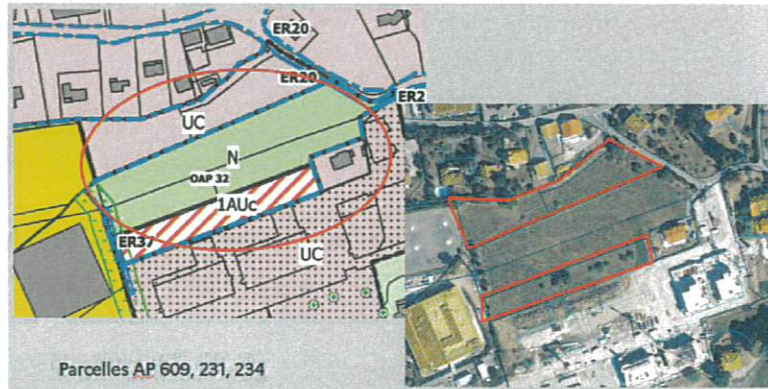 ER20
ER20
ER2
UC
N
OAP 32
1AUc
ER37
UC
Parcelles AP 609, 231, 234